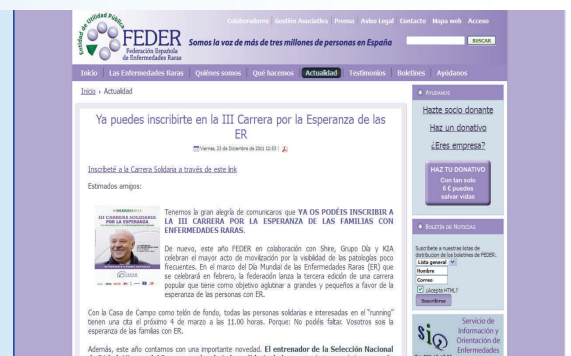 Colaboradores Gestión Asociativa Prensa Aviso Legal Contacto Mapa web Acceso
Entidad de Utilidad Pública
FEDER
Federación Española
de Enfermedades Raras
Somos la voz de más de tres millones de personas en España
BUSCAR
Inicio Las Enfermedades Raras Quiénes somos Qué hacemos Actualidad Testimonios Boletines Ayúdanos
Inicio › Actualidad
Ya puedes inscribirte en la III Carrera por la Esperanza de las
ER
Viernes, 23 de Diciembre de 2011 12:53
Inscríbeté a la Carrera Solidaria a través de este link
Estimados amigos:
III CARRERA SOLIDARIA
POR LA ESPERANZA
Tenemos la gran alegría de comunicaros que YA OS PODÉIS INSCRIBIR A
LA III CARRERA POR LA ESPERANZA DE LAS FAMILIAS CON
ENFERMEDADES RARAS.
De nuevo, este año FEDER en colaboración con Shire, Grupo Día y KIA
celebran el mayor acto de movilización por la visibilidad de las patologías poco
frecuentes. En el marco del Día Mundial de las Enfermedades Raras (ER) que
se celebrará en febrero, la federación lanza la tercera edición de una carrera
popular que tiene como objetivo aglutinar a grandes y pequeños a favor de la
esperanza de las personas con ER.
Con la Casa de Campo como telón de fondo, todas las personas solidarias e interesadas en el "running"
tienen una cita el próximo 4 de marzo a las 11.00 horas. Porque: No podéis faltar. Vosotros sois la
esperanza de las familas con ER.
Además, este año contamos con una importante novedad. El entrenador de la Selección Nacional
Ayúdanos
Hazte socio donante
Haz un donativo
¿Eres empresa?
HAZ TU DONATIVO
Con tan solo
6 € puedes
salvar vidas
Boletín de Noticias
Suscríbete a nuestras listas de
distribución de los boletines de FEDER.
Lista general
Nombre
Correo
¿Acepta HTML?
Suscribirse
SIO
Servicio de
Información y
Orientación de
Enfermedades